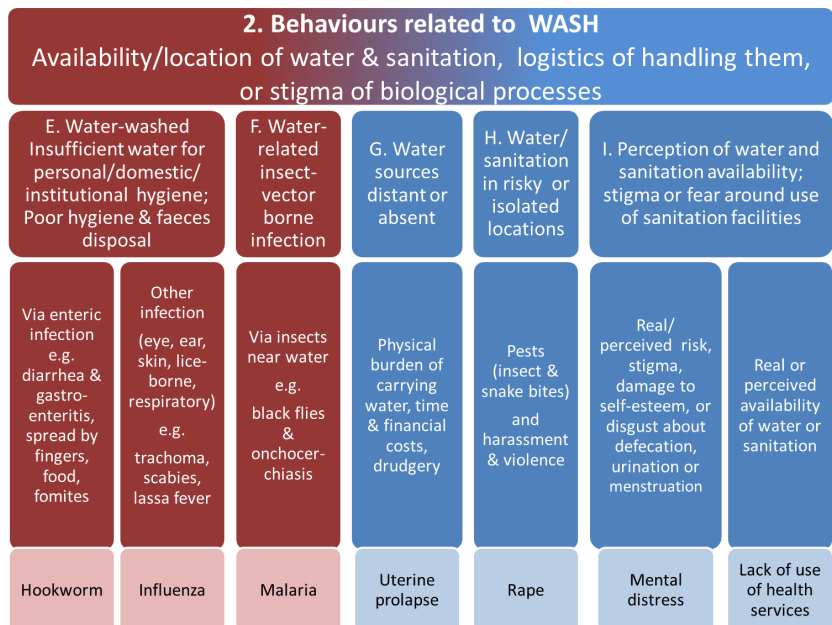 2. Behaviours related to WASH
Availability/location of water & sanitation, logistics of handling them,
or stigma of biological processes
E. Water-washed
Insufficient water for
personal/domestic/
institutional hygiene;
Poor hygiene & faeces
disposal
F. Water-
related
insect-
vector
borne
infection
G. Water
sources
distant or
absent
H. Water/
sanitation
in risky or
isolated
locations
I. Perception of water and
sanitation availability;
stigma or fear around use
of sanitation facilities
Via enteric
infection
e.g.
diarrhea &
gastro-
enteritis,
spread by
fingers,
food,
fomites
Other
infection
(eye, ear,
skin, lice-
borne,
respiratory)
e.g.
trachoma,
scabies,
lassa fever
Via insects
near water
e.g.
black flies
&
onchocer-
chiasis
Physical
burden of
carrying
water, time
& financial
costs,
drudgery
Pests
(insect &
snake bites)
and
harassment
& violence
Real/
perceived risk,
stigma,
damage to
self-esteem, or
disgust about
defecation,
urination or
menstruation
Real or
perceived
availability
of water or
sanitation
Hookworm
Influenza
Malaria
Uterine
prolapse
Rape
Mental
distress
Lack of use
of health
services